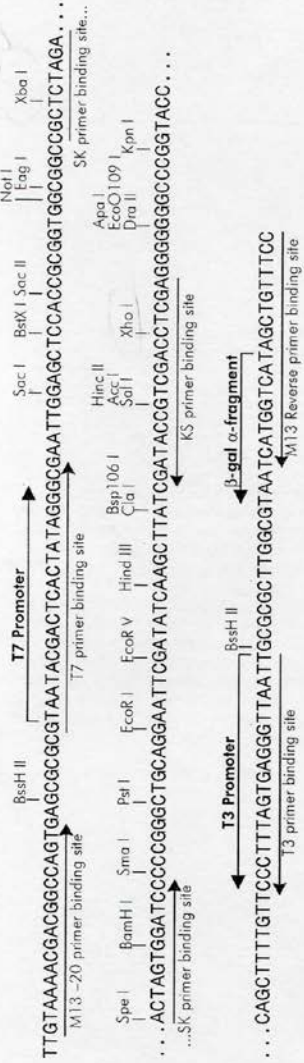 Not I
BssH II T7 Promoter Sac I BstX I Sac II Eag I Xba I
TTGTAAAACGACGGCCAGTGAGCGCGCGTAATACGACTCACTATAGGGCGAATTGGAGCTCCACCGCGGTGGCGGCCGCTCTAGA...
M13 -20 primer binding site T7 primer binding site SK primer binding site...
Hinc II Apa I
Bsp106 I Acc I EcoO109 I
Spe I BamH I Sma I Pst I EcoR I EcoR V Hind III Cla I Sal I Xho I Dra II Kpn I
...ACTAGTGGATCCCCCGGGCTGCAGGAATTCGATATCAAGCTTATCGATACCGTCGACCTCGAGGGGGGGCCCGGTACC...
...SK primer binding site KS primer binding site
T3 Promoter BssH II β-gal α-fragment
...CAGCTTTTGTTCCCTTTAGTGAGGGTTAATTGCGCGCTTGGCGTAATCATGGTCATAGCTGTTTCC
T3 primer binding site M13 Reverse primer binding site